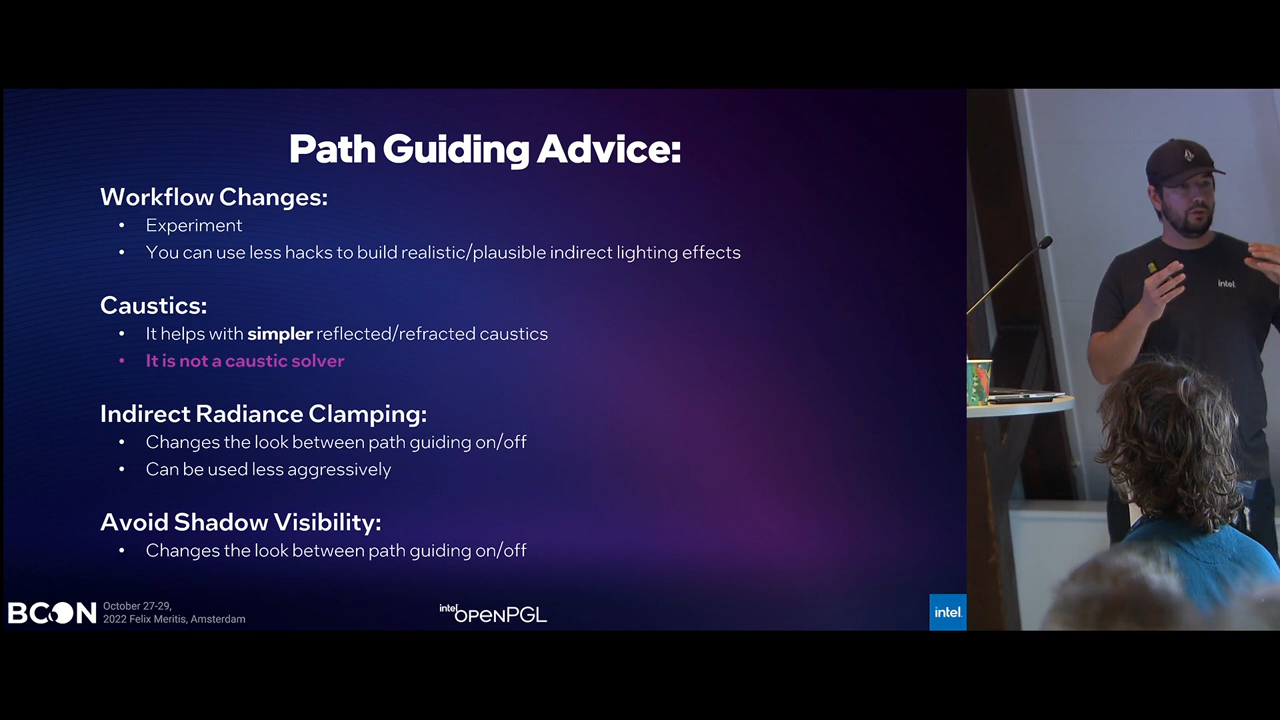 Path Guiding Advice:
Workflow Changes:
• Experiment
• You can use less hacks to build realistic/plausible indirect lighting effects
Caustics:
• It helps with simpler reflected/refracted caustics
• It is not a caustic solver
Indirect Radiance Clamping:
• Changes the look between path guiding on/off
• Can be used less aggressively
Avoid Shadow Visibility:
• Changes the look between path guiding on/off
BCON
October 27-29,
2022 Felix Meritis, Amsterdam
intel openPGL
intel.
intel.